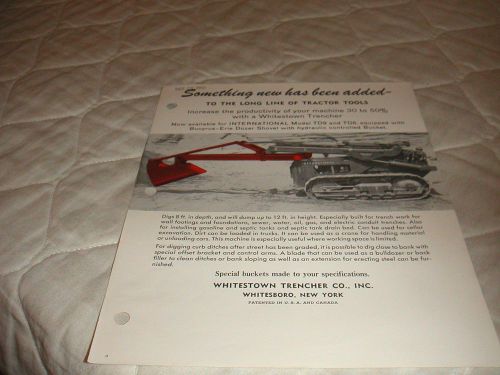 Something new has been added-
TO THE LONG LINE OF TRACTOR TOOLS
Increase the productivity of your machine 30 to 50%
with a Whitestown Trencher
Now available for INTERNATIONAL Model TD9 and TD6, equipped with
Bucyrus-Erie Dozer Shovel with hydraulic controlled Bucket.
Digs 8 ft. in depth, and will dump up to 12 ft. in height. Especially built for trench work for
wall footings and foundations, sewer, water, oil, gas, and electric conduit trenches. Also
for installing gasoline and septic tanks and septic tank drain bed. Can be used for cellar
excavation. Dirt can be loaded in trucks. It can be used as a crane for handling material
or unloading cars. This machine is especially useful where working space is limited.
For digging curb ditches after street has been graded, it is possible to dig close to bank with
special offset bracket and control arms. A blade that can be used as a bulldozer or bank
filler to clean ditches or bank sloping as well as an extension for erecting steel can be fur-
nished.
Special buckets made to your specifications.
WHITESTOWN TRENCHER CO., INC.
WHITESBORO, NEW YORK
PATENTED IN U.S.A. AND CANADA